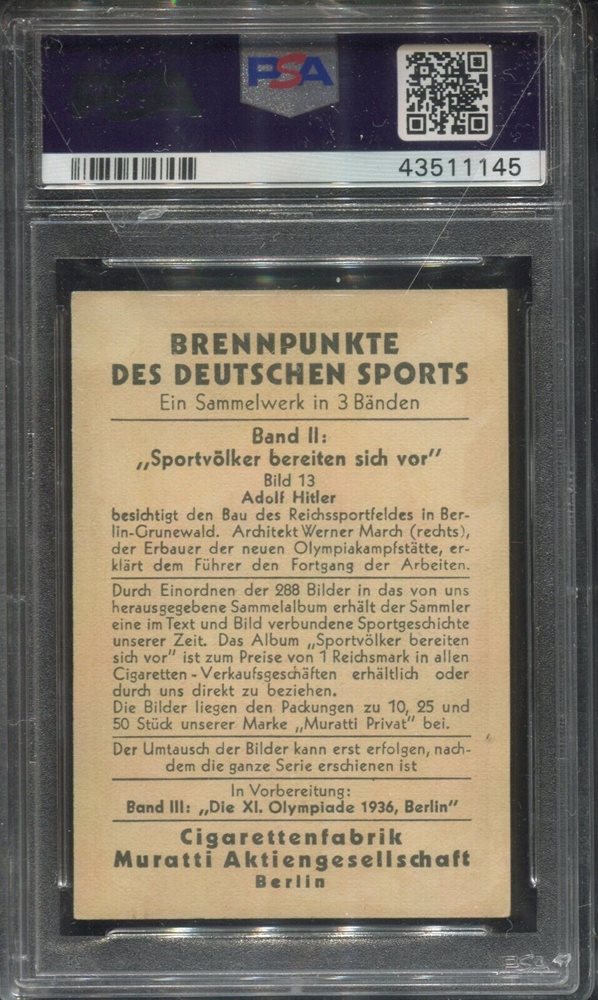 PSA
43511145
BRENNPUNKTE
DES DEUTSCHEN SPORTS
Ein Sammelwerk in 3 Bänden
Band II:
„Sportvölker bereiten sich vor"
Bild 13
Adolf Hitler
besichtigt den Bau des Reichssportfeldes in Ber-
lin-Grunewald. Architekt Werner March (rechts),
der Erbauer der neuen Olympiakampfstätte, er-
klärt dem Führer den Fortgang der Arbeiten.
Durch Einordnen der 288 Bilder in das von uns
herausgegebene Sammelalbum erhält der Sammler
eine im Text und Bild verbundene Sportgeschichte
unserer Zeit. Das Album „Sportvölker bereiten
sich vor" ist zum Preise von 1 Reichsmark in allen
Cigaretten-Verkaufsgeschäften erhältlich oder
durch uns direkt zu beziehen.
Die Bilder liegen den Packungen zu 10, 25 und
50 Stück unserer Marke „Muratti Privat" bei.
Der Umtausch der Bilder kann erst erfolgen, nach-
dem die ganze Serie erschienen ist
In Vorbereitung:
Band III: „Die XI. Olympiade 1936, Berlin"
Cigarettenfabrik
Muratti Aktiengesellschaft
Berlin
PSA